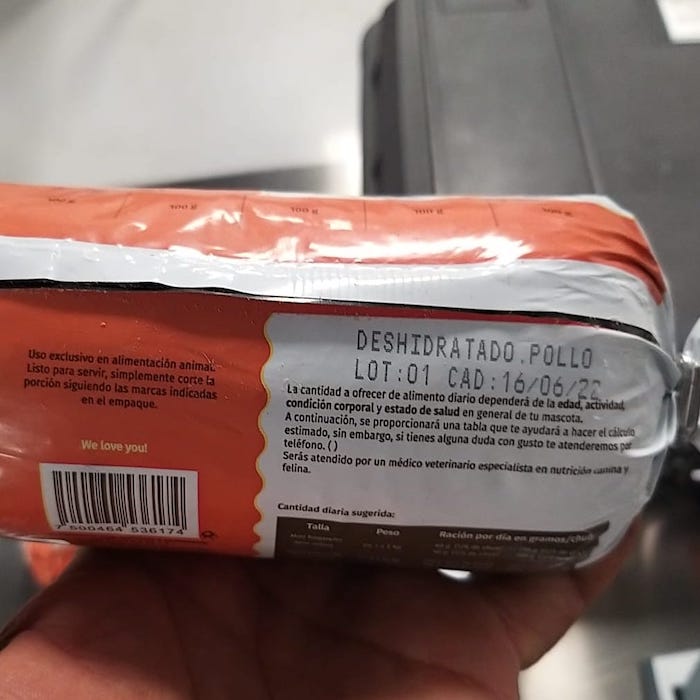 100 g
100 g
100 g
DESHIDRATADO.POLLO
LOT:01 CAD:16/06/22
Uso exclusivo en alimentación animal.
Listo para servir, simplemente corte la
porción siguiendo las marcas indicadas
en el empaque.
We love you!
7 500464 536174
La cantidad a ofrecer de alimento diario dependerá de la edad, actividad,
condición corporal y estado de salud en general de tu mascota.
A continuación, se proporcionará una tabla que te ayudará a hacer el cálculo
estimado, sin embargo, si tienes alguna duda con gusto te atenderemos por
teléfono. ()
Serás atendido por un médico veterinario especialista en nutrición canina y
felina.
Cantidad diaria sugerida:
Talla Peso Ración por día en gramos/chub